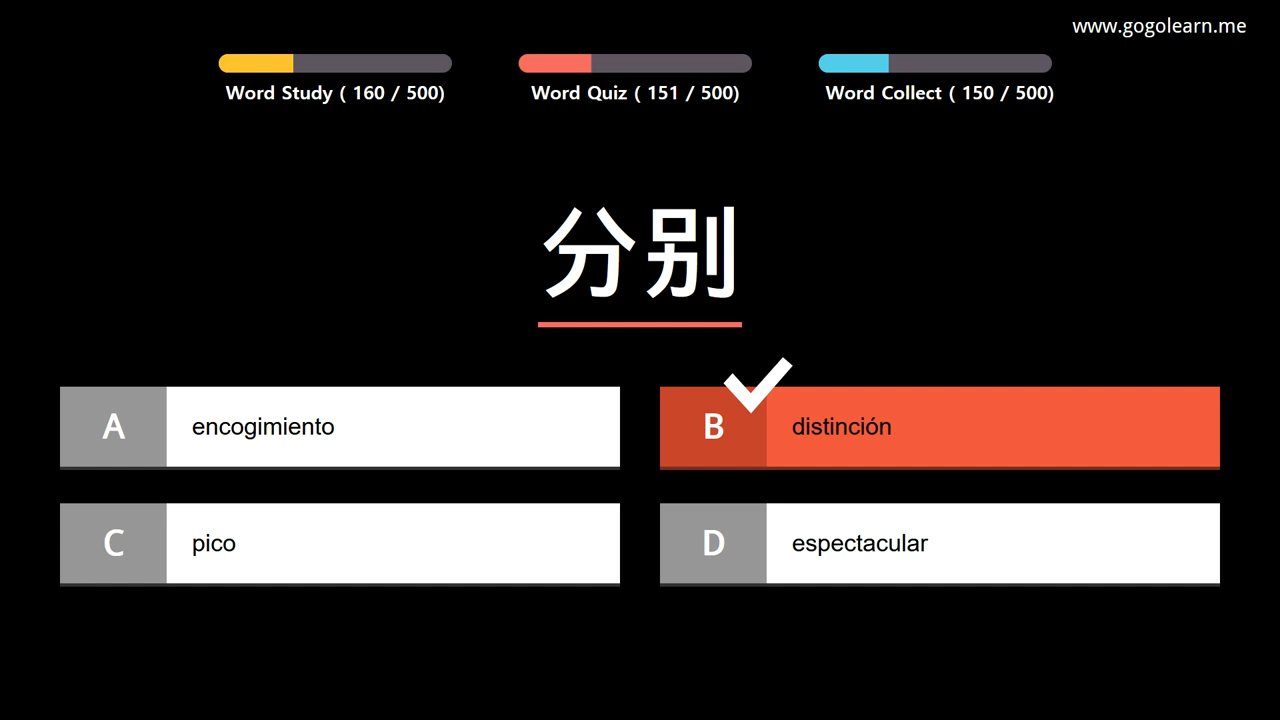 www.gogolearn.me
Word Study ( 160 / 500)
Word Quiz ( 151 / 500)
Word Collect ( 150 / 500)
分别
A encogimiento
B distinción
C pico
D espectacular